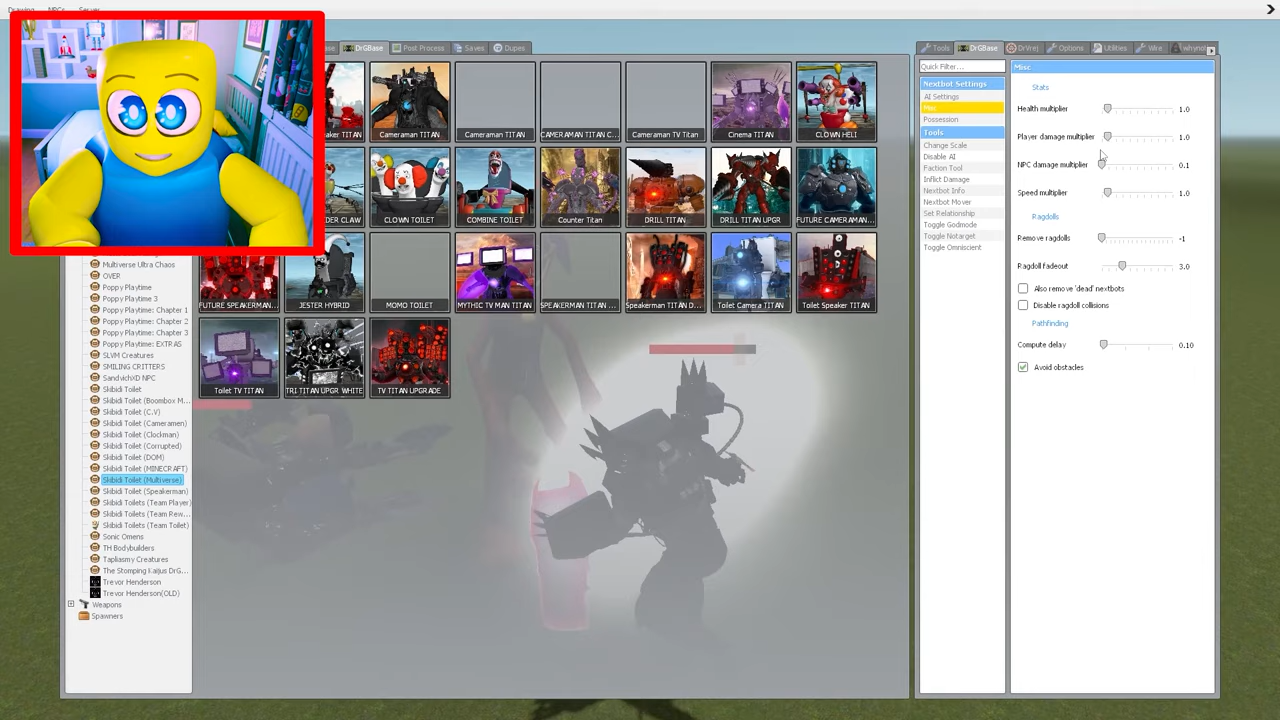 Drawing NPCs Server
DrGBase Post Process Saves Dupes
Cameraman TITAN
Cameraman TITAN
CAMERAMAN TITAN C...
Cameraman TV Titan
Cinema TITAN
CLOWN HELI
CLOWN TOILET
COMBINE TOILET
Counter Titan
DRILL TITAN
DRILL TITAN UPGR
FUTURE CAMERAMAN...
FUTURE SPEAKERMAN...
JESTER HYBRID
MOMO TOILET
MYTHIC TV MAN TITAN
SPEAKERMAN TITAN ...
Speakerman TITAN D...
Toilet Camera TITAN
Toilet Speaker TITAN
Toilet TV TITAN
TRI TITAN UPGR WHITE
TV TITAN UPGRADE
Multiverse Ultra Chaos
OVER
Poppy Playtime
Poppy Playtime 3
Poppy Playtime: Chapter 1
Poppy Playtime: Chapter 2
Poppy Playtime: Chapter 3
Poppy Playtime: EXTRAS
SLVM Creatures
SMILING CRITTERS
SandvichXD NPC
Skibidi Toilet
Skibidi Toilet (Boombox M...
Skibidi Toilet (C.V)
Skibidi Toilet (Cameramen)
Skibidi Toilet (Clockman)
Skibidi Toilet (Corrupted)
Skibidi Toilet (DOM)
Skibidi Toilet (MINECRAFT)
Skibidi Toilet (Multiverse)
Skibidi Toilet (Speakerman)
Skibidi Toilets (Team Player)
Skibidi Toilets (Team Rew...
Skibidi Toilets (Team Toilet)
Sonic Omens
TH Bodybuilders
Tapliasmy Creatures
The Stomping Kaijus DrG...
Trevor Henderson
Trevor Henderson(OLD)
Weapons
Spawners
Tools DrGBase DrVrej Options Utilities Wire whynot
Quick Filter...
Nextbot Settings
AI Settings
Misc
Possession
Tools
Change Scale
Disable AI
Faction Tool
Inflict Damage
Nextbot Info
Nextbot Mover
Set Relationship
Toggle Godmode
Toggle Notarget
Toggle Omniscient
Misc
Stats
Health multiplier 1.0
Player damage multiplier 1.0
NPC damage multiplier 0.1
Speed multiplier 1.0
Ragdolls
Remove ragdolls -1
Ragdoll fadeout 3.0
Also remove 'dead' nextbots
Disable ragdoll collisions
Pathfinding
Compute delay 0.10
Avoid obstacles